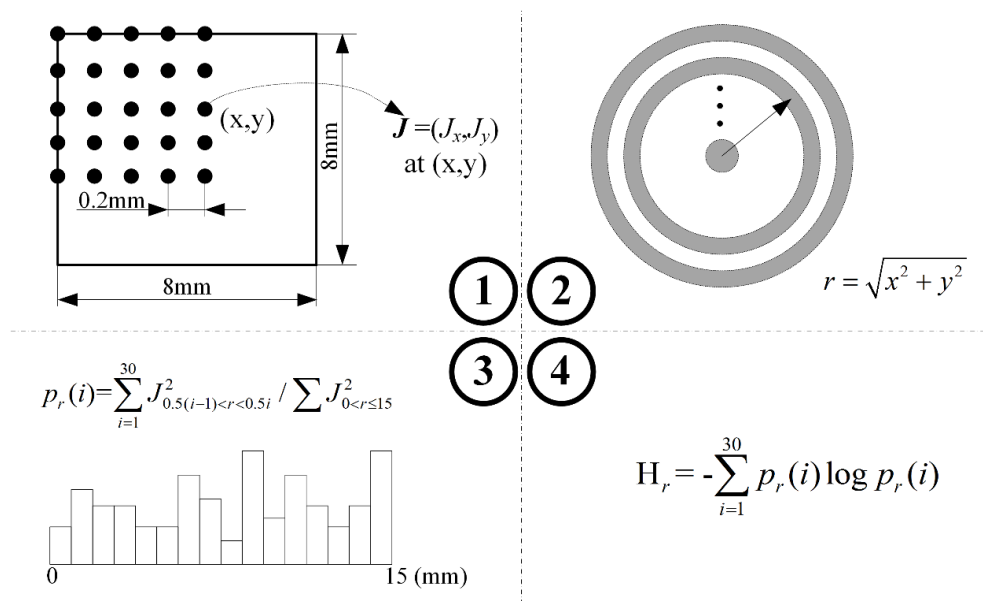 (x,y)
J =(Jx,Jy)
at (x,y)
8mm
0.2mm
8mm
r = √(x² + y²)
1 2
3 4
pᵣ(i)=∑_{i=1}^{30} J²_{0.5(i−1)<r<0.5i} / ∑ J²_{0<r≤15}
0 15 (mm)
Hᵣ = -∑_{i=1}^{30} pᵣ(i) log pᵣ(i)